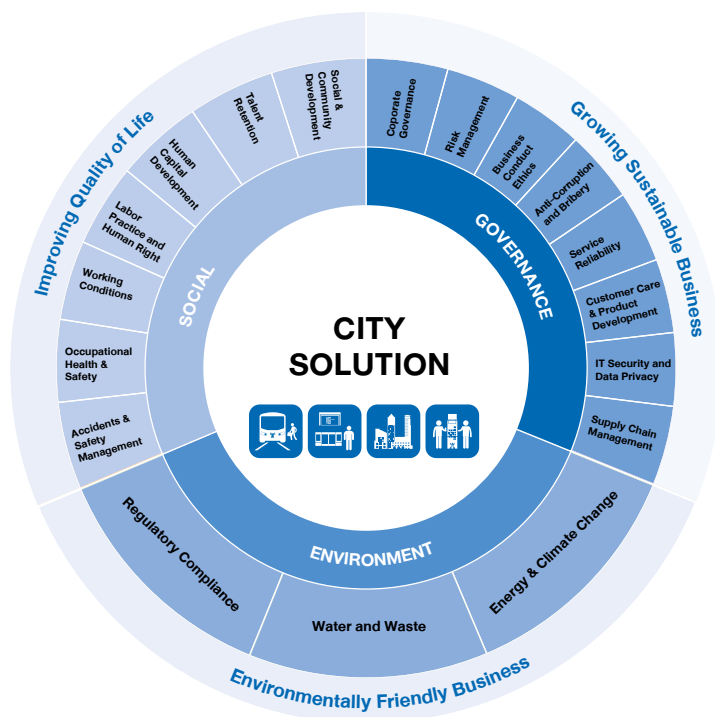 CITY
SOLUTION
GOVERNANCE
ENVIRONMENT
SOCIAL
Growing Sustainable Business
Coporate
Governance
Risk
Management
Business
Conduct
Ethics
Anti-Corruption
and Bribery
Service
Reliability
Customer Care
& Product
Development
IT Security and
Data Privacy
Supply Chain
Management
Environmentally Friendly Business
Energy & Climate Change
Water and Waste
Regulatory Compliance
Improving Quality of Life
Accidents &
Safety
Management
Occupational
Health &
Safety
Working
Conditions
Labor
Practice and
Human Right
Human
Capital
Development
Talent
Retention
Social &
Community
Development